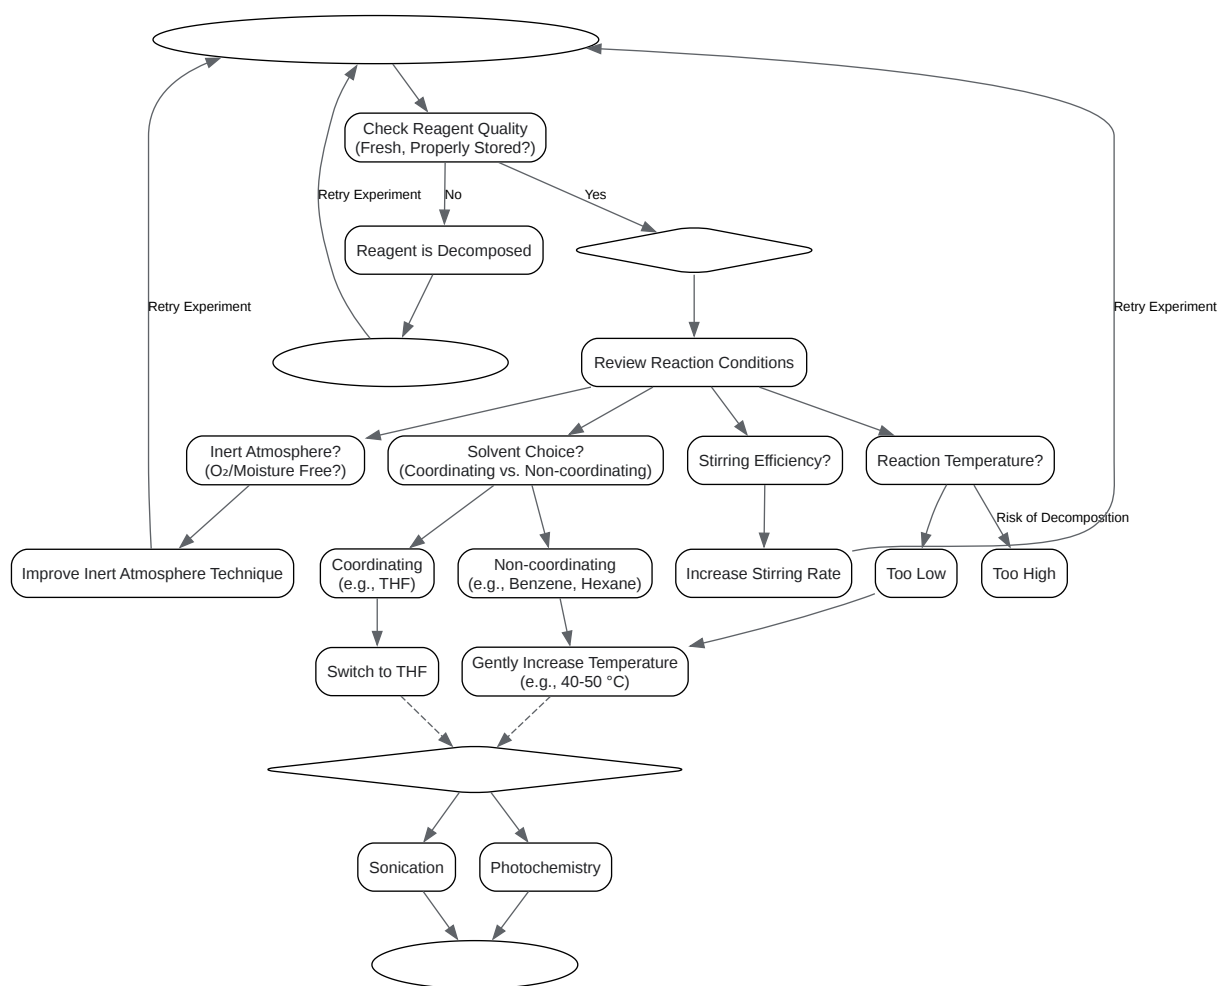 Check Reagent Quality
(Fresh, Properly Stored?)
Retry Experiment
No
Yes
Reagent is Decomposed
Retry Experiment
Retry Experiment
Review Reaction Conditions
Inert Atmosphere?
(O₂/Moisture Free?)
Solvent Choice?
(Coordinating vs. Non-coordinating)
Stirring Efficiency?
Reaction Temperature?
Risk of Decomposition
Improve Inert Atmosphere Technique
Coordinating
(e.g., THF)
Non-coordinating
(e.g., Benzene, Hexane)
Increase Stirring Rate
Too Low
Too High
Switch to THF
Gently Increase Temperature
(e.g., 40-50 °C)
Sonication
Photochemistry